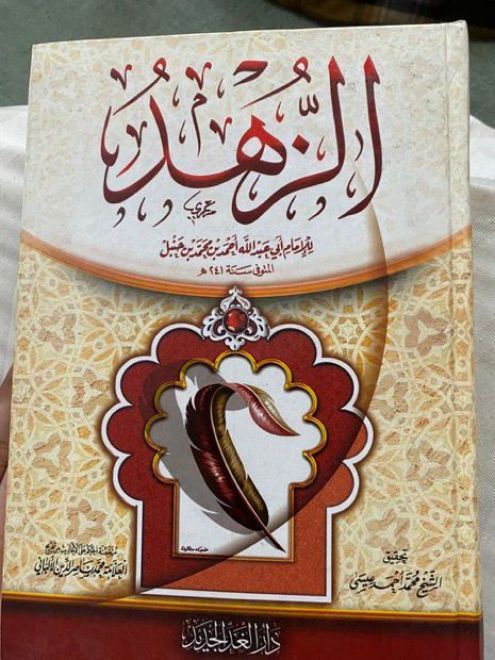 الزُّهْدُ
للإمام أبي عبد الله أحمد بن محمد بن حنبل
المتوفى سنة ٢٤١ هـ
تحقيق
الشيخ محمد أحمد عيسى
العلامة محمد ناصر الدين الألباني
دار الغد الجديد